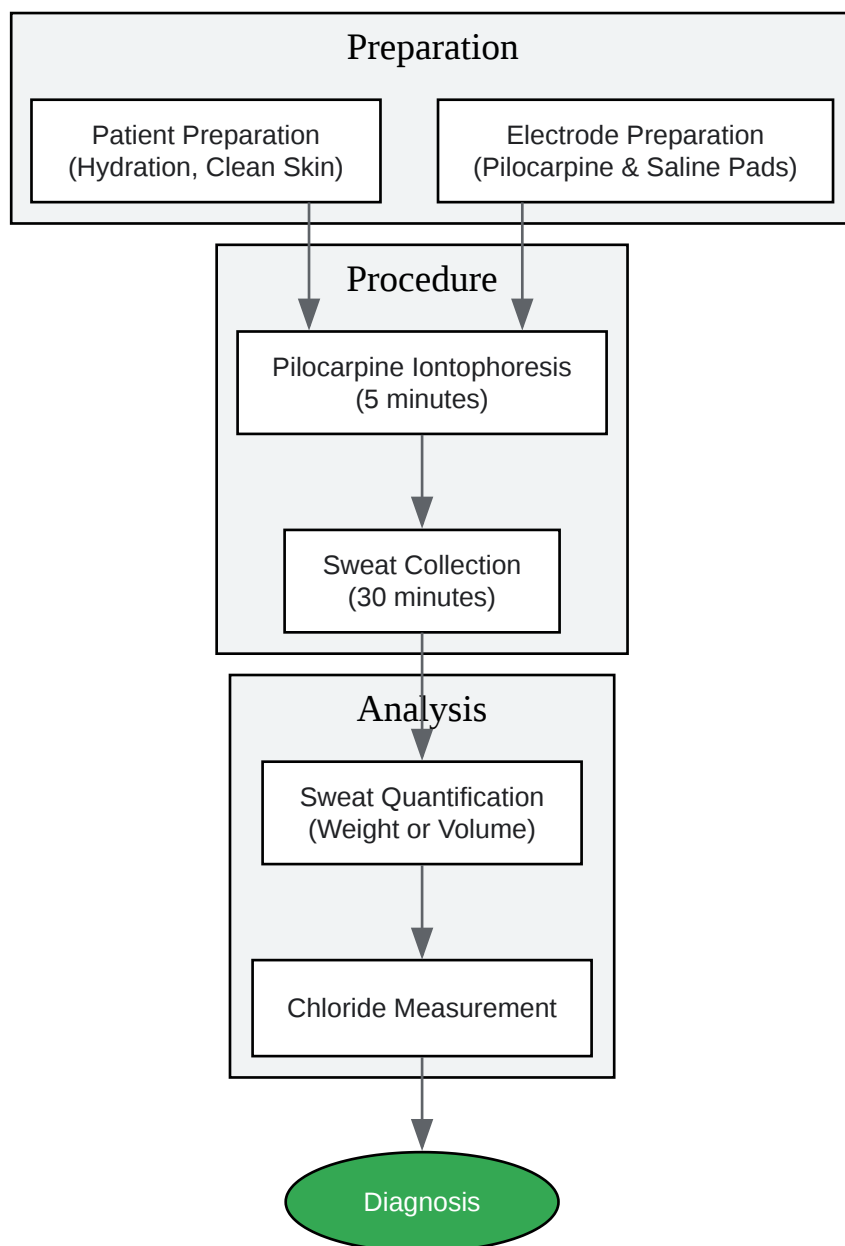 Preparation
Patient Preparation
(Hydration, Clean Skin)
Electrode Preparation
(Pilocarpine & Saline Pads)
Procedure
Pilocarpine Iontophoresis
(5 minutes)
Sweat Collection
(30 minutes)
Analysis
Sweat Quantification
(Weight or Volume)
Chloride Measurement
Diagnosis